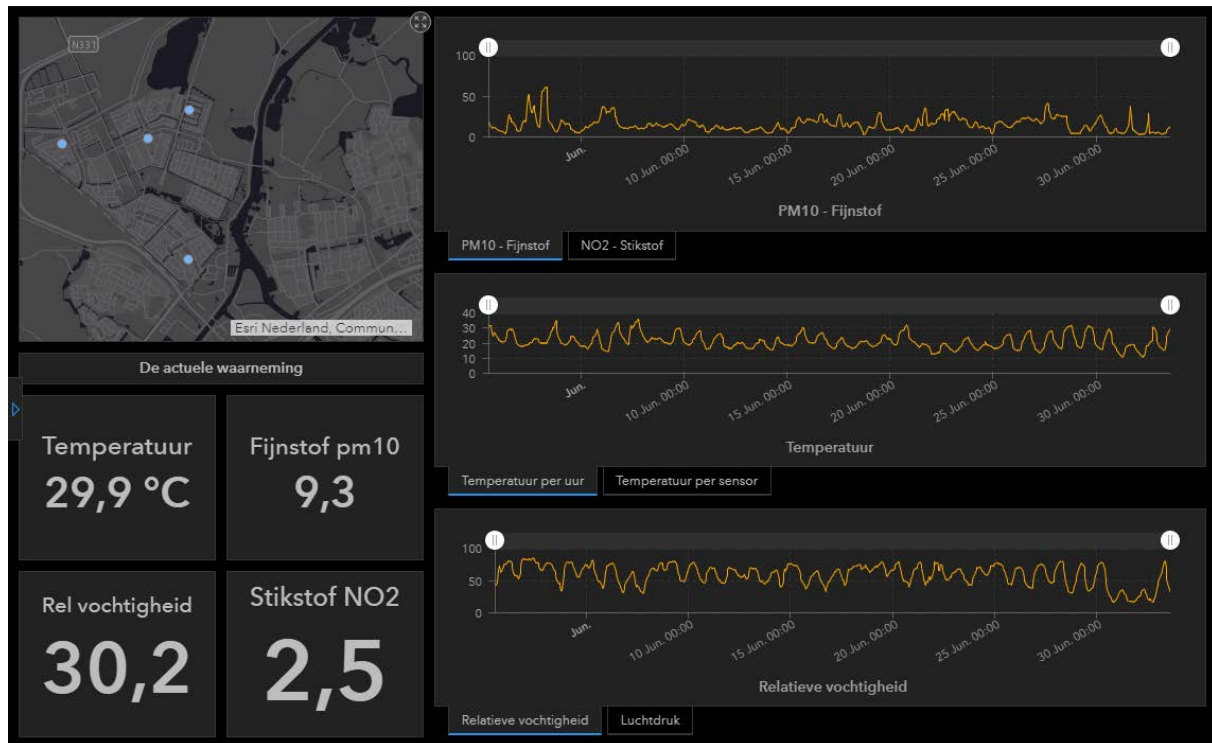 N331
Esri Nederland, Commun...
De actuele waarneming
Temperatuur
29,9 °C
Fijnstof pm10
9,3
Rel vochtigheid
30,2
Stikstof NO2
2,5
100
50
0
Jun.
10 Jun. 00:00
15 Jun. 00:00
20 Jun. 00:00
25 Jun. 00:00
30 Jun. 00:00
PM10 - Fijnstof
PM10 - Fijnstof NO2 - Stikstof
40
30
20
10
0
Jun.
10 Jun. 00:00
15 Jun. 00:00
20 Jun. 00:00
25 Jun. 00:00
30 Jun. 00:00
Temperatuur
Temperatuur per uur Temperatuur per sensor
100
50
0
Jun.
10 Jun. 00:00
15 Jun. 00:00
20 Jun. 00:00
25 Jun. 00:00
30 Jun. 00:00
Relatieve vochtigheid
Relatieve vochtigheid Luchtdruk